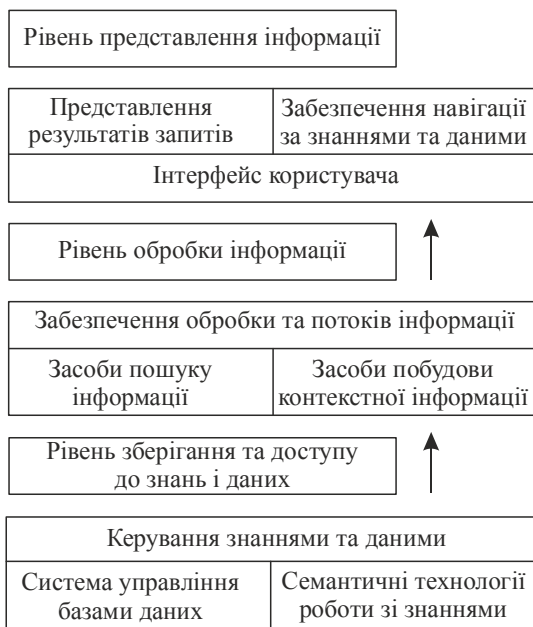 Рівень представлення інформації
Представлення
результатів запитів
Забезпечення навігації
за знаннями та даними
Інтерфейс користувача
Рівень обробки інформації
Забезпечення обробки та потоків інформації
Засоби пошуку
інформації
Засоби побудови
контекстної інформації
Рівень зберігання та доступу
до знань і даних
Керування знаннями та даними
Система управління
базами даних
Семантичні технології
роботи зі знаннями